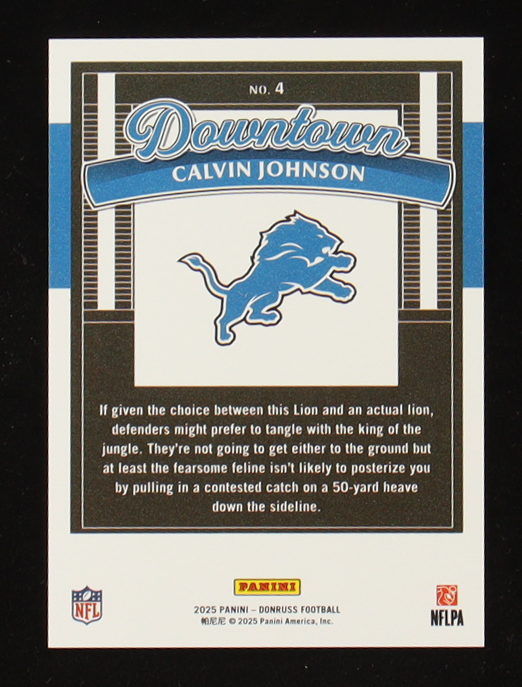 NO. 4
Downtown
CALVIN JOHNSON
If given the choice between this Lion and an actual lion,
defenders might prefer to tangle with the king of the
jungle. They're not going to get either to the ground but
at least the fearsome feline isn't likely to posterize you
by pulling in a contested catch on a 50-yard heave
down the sideline.
PANINI
NFL
2025 PANINI – DONRUSS FOOTBALL
帕尼尼 © 2025 Panini America, Inc.
NFLPA